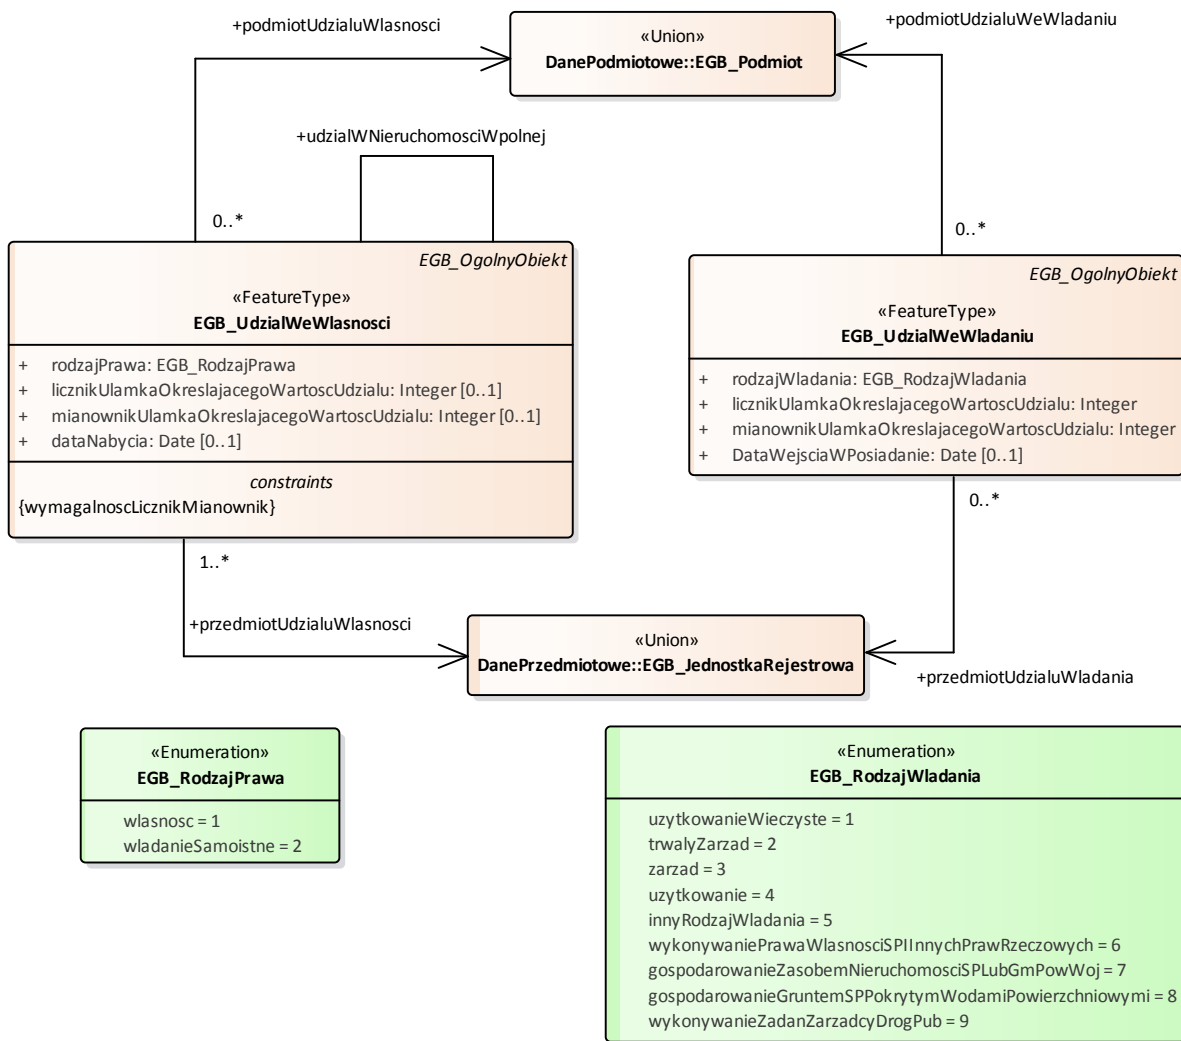 +podmiotUdzialuWlasnosci
«Union»
DanePodmiotowe::EGB_Podmiot
+podmiotUdzialuWeWladaniu
+udzialWNieruchomosciWpolnej
0..*
0..*
EGB_OgolnyObiekt
«FeatureType»
EGB_UdzialWeWlasnosci
+ rodzajPrawa: EGB_RodzajPrawa
+ licznikUlamkaOkreslajacegoWartoscUdzialu: Integer [0..1]
+ mianownikUlamkaOkreslajacegoWartoscUdzialu: Integer [0..1]
+ dataNabycia: Date [0..1]
constraints
{wymagalnoscLicznikMianownik}
EGB_OgolnyObiekt
«FeatureType»
EGB_UdzialWeWladaniu
+ rodzajWladania: EGB_RodzajWladania
+ licznikUlamkaOkreslajacegoWartoscUdzialu: Integer
+ mianownikUlamkaOkreslajacegoWartoscUdzialu: Integer
+ DataWejsciaWPosiadanie: Date [0..1]
1..*
0..*
+przedmiotUdzialuWlasnosci
«Union»
DanePrzedmiotowe::EGB_JednostkaRejestrowa
+przedmiotUdzialuWladania
«Enumeration»
EGB_RodzajPrawa
wlasnosc = 1
wladanieSamoistne = 2
«Enumeration»
EGB_RodzajWladania
uzytkowanieWieczyste = 1
trwalyZarzad = 2
zarzad = 3
uzytkowanie = 4
innyRodzajWladania = 5
wykonywaniePrawaWlasnosciSPIInnychPrawRzeczowych = 6
gospodarowanieZasobemNieruchomosciSPLubGmPowWoj = 7
gospodarowanieGruntemSPPokrytymWodamiPowierzchniowymi = 8
wykonywanieZadanZarzadcyDrogPub = 9